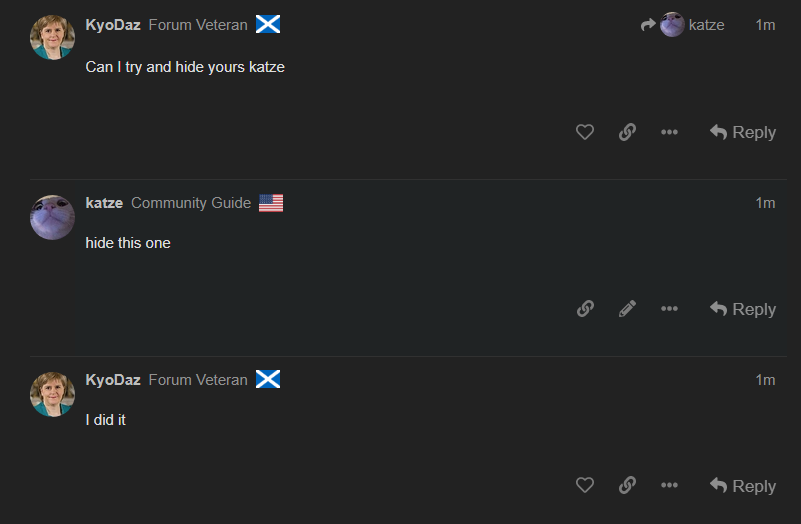 KyoDaz Forum Veteran katze 1m
Can I try and hide yours katze
Reply
katze Community Guide 1m
hide this one
Reply
KyoDaz Forum Veteran 1m
I did it
Reply